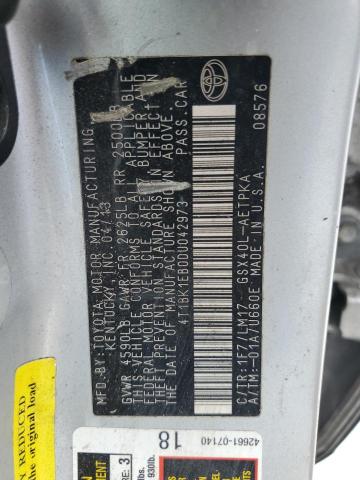 MFD.BY: TOYOTA MOTOR MANUFACTURING
KENTUCKY, INC. 04/13
GVWR 4590LB GAWR FR 2625LB RR 2500LB
THIS VEHICLE CONFORMS TO ALL APPLICABLE
FEDERAL MOTOR VEHICLE SAFETY, BUMPER AND
THEFT PREVENTION STANDARDS IN EFFECT ON
THE DATE OF MANUFACTURE SHOWN ABOVE.
4T1BK1EB0DU042973 PASS.CAR
C/TR: 1F7/LM17 GSX40L-AETPKA
A/TM: -01A/U660E MADE IN U.S.A.
08576
42661-07140
18
REDUCED
the original load
3
930lb.